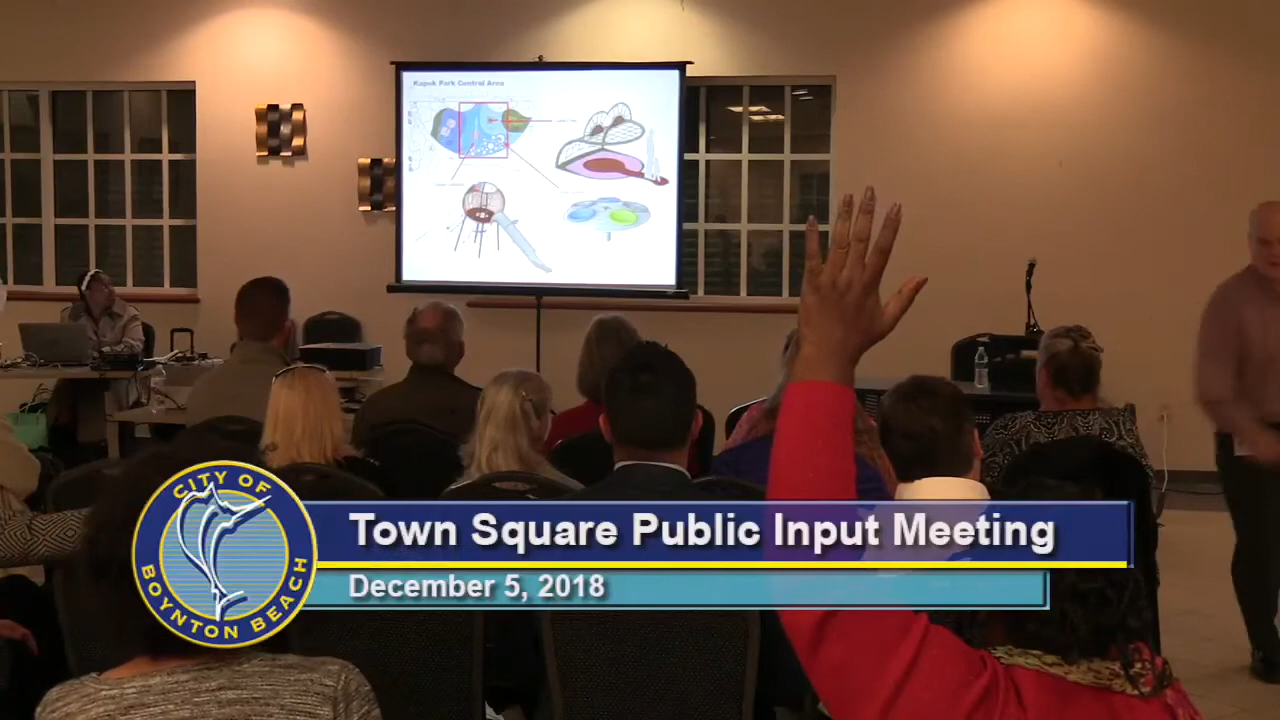 Kapok Park Central Area
CITY OF
BOYNTON BEACH
Town Square Public Input Meeting
December 5, 2018